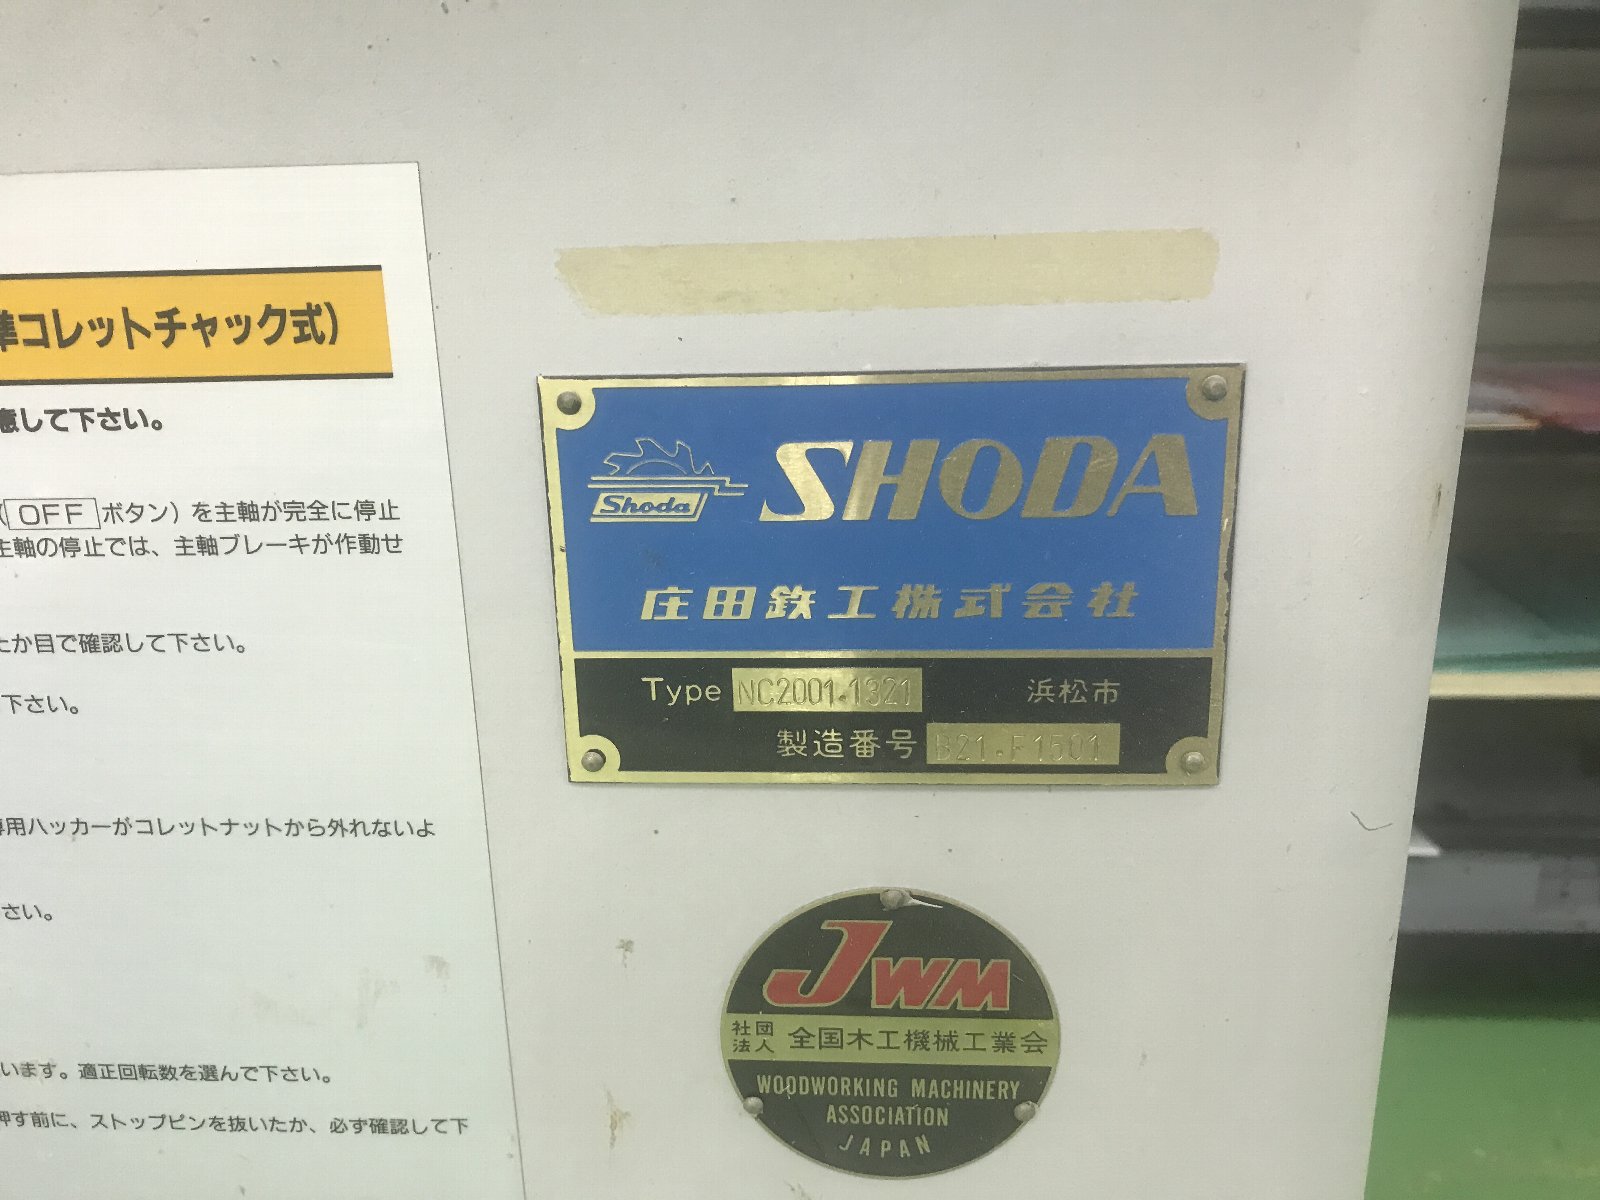 準コレットチャック式)
意して下さい。
(OFFボタン)を主軸が完全に停止
主軸の停止では、主軸ブレーキが作動せ
たか目で確認して下さい。
下さい。
専用ハッカーがコレットナットから外れないよ
さい。
います。適正回転数を選んで下さい。
押す前に、ストップピンを抜いたか、必ず確認して下
Shoda SHODA
庄田鉄工株式会社
Type NC2001.1321 浜松市
製造番号 B21.F1501
JWM
社団法人 全国木工機械工業会
WOODWORKING MACHINERY
ASSOCIATION
JAPAN